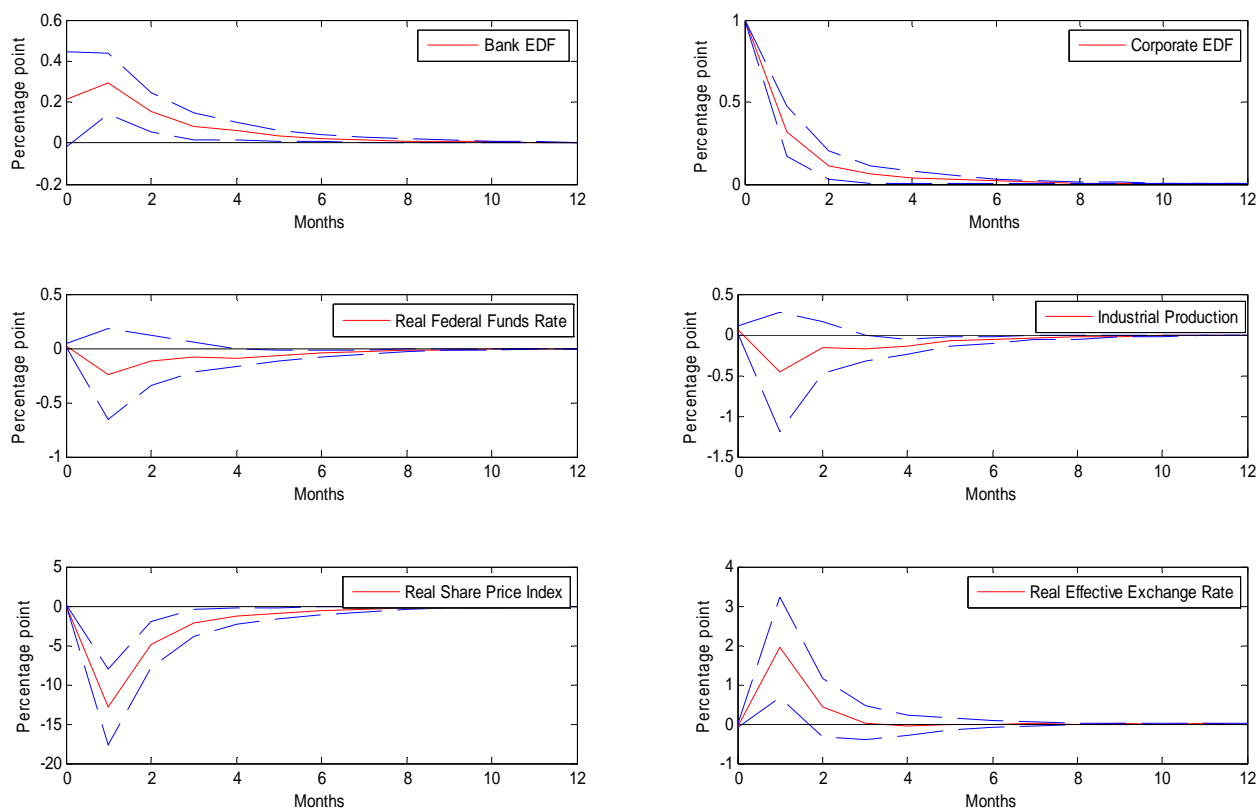 0.6
0.4
0.2
0
-0.2
Percentage point
Bank EDF
0 2 4 6 8 10 12
Months
1
0.5
0
Percentage point
Corporate EDF
0 2 4 6 8 10 12
Months
0.5
0
-0.5
-1
Percentage point
Real Federal Funds Rate
0 2 4 6 8 10 12
Months
0.5
0
-0.5
-1
-1.5
Percentage point
Industrial Production
0 2 4 6 8 10 12
Months
5
0
-5
-10
-15
-20
Percentage point
Real Share Price Index
0 2 4 6 8 10 12
Months
4
3
2
1
0
-1
Percentage point
Real Effective Exchange Rate
0 2 4 6 8 10 12
Months